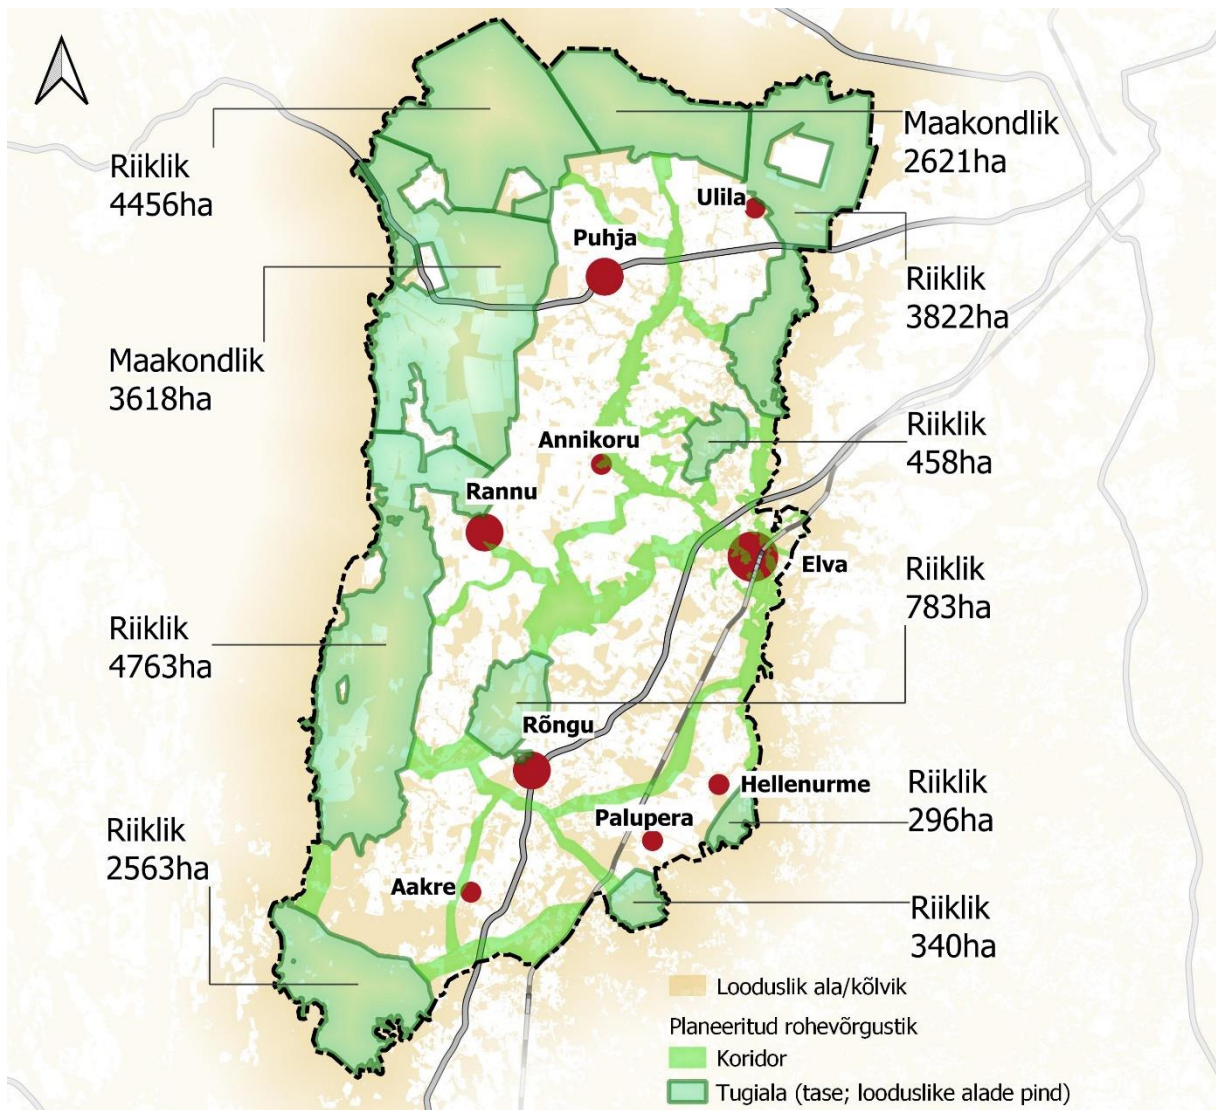 Maakondlik
2621ha
Riiklik
4456ha
Ulila
Puhja
Riiklik
3822ha
Maakondlik
3618ha
Riiklik
458ha
Annikoru
Rannu
Elva
Riiklik
783ha
Riiklik
4763ha
Rõngu
Hellenurme
Riiklik
296ha
Palupera
Riiklik
2563ha
Aakre
Riiklik
340ha
Looduslik ala/kõlvik
Planeeritud rohevõrgustik
Koridor
Tugiala (tase; looduslike alade pind)